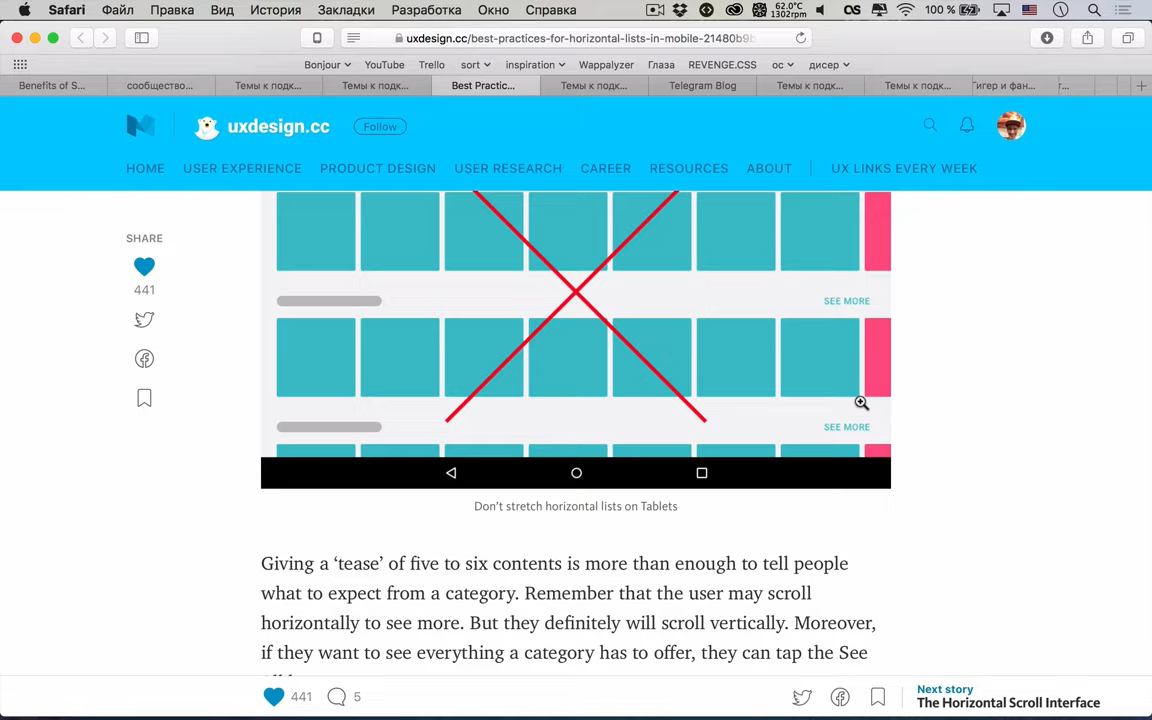 Safari Файл Правка Вид История Закладки Разработка Окно Справка 62.0°C 1302rpm 100 %
uxdesign.cc/best-practices-for-horizontal-lists-in-mobile-21480b9b
Bonjour YouTube Trello sort inspiration Wappalyzer Глаза REVENGE.CSS ос дисер
Benefits of S... сообщество... Темы к подк... Темы к подк... Best Practic... Темы к подк... Telegram Blog Темы к подк... Темы к подк... Гигер и фан...
uxdesign.cc Follow
HOME USER EXPERIENCE PRODUCT DESIGN USER RESEARCH CAREER RESOURCES ABOUT UX LINKS EVERY WEEK
SHARE
441
SEE MORE
SEE MORE
Don't stretch horizontal lists on Tablets
Giving a ‘tease’ of five to six contents is more than enough to tell people
what to expect from a category. Remember that the user may scroll
horizontally to see more. But they definitely will scroll vertically. Moreover,
if they want to see everything a category has to offer, they can tap the See
441 5
Next story
The Horizontal Scroll Interface